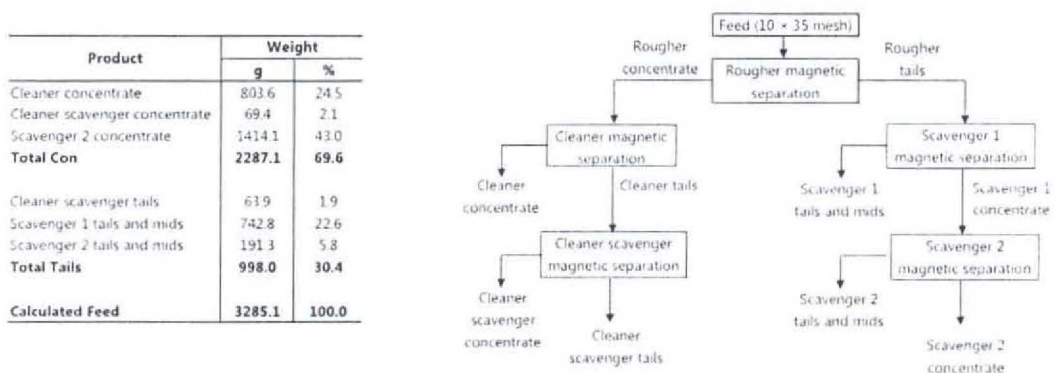 Product Weight
g %
Cleaner concentrate 803.6 24.5
Cleaner scavenger concentrate 69.4 2.1
Scavenger 2 concentrate 1414.1 43.0
Total Con 2287.1 69.6
Cleaner scavenger tails 63.9 1.9
Scavenger 1 tails and mids 742.8 22.6
Scavenger 2 tails and mids 191.3 5.8
Total Tails 998.0 30.4
Calculated Feed 3285.1 100.0
Feed (10 × 35 mesh)
Rougher
concentrate
Rougher magnetic
separation
Rougher
tails
Cleaner magnetic
separation
Scavenger 1
magnetic separation
Cleaner
concentrate
Cleaner tails
Scavenger 1
tails and mids
Scavenger 1
concentrate
Cleaner scavenger
magnetic separation
Scavenger 2
magnetic separation
Cleaner
scavenger
concentrate
Cleaner
scavenger tails
Scavenger 2
tails and mids
Scavenger 2
concentrate